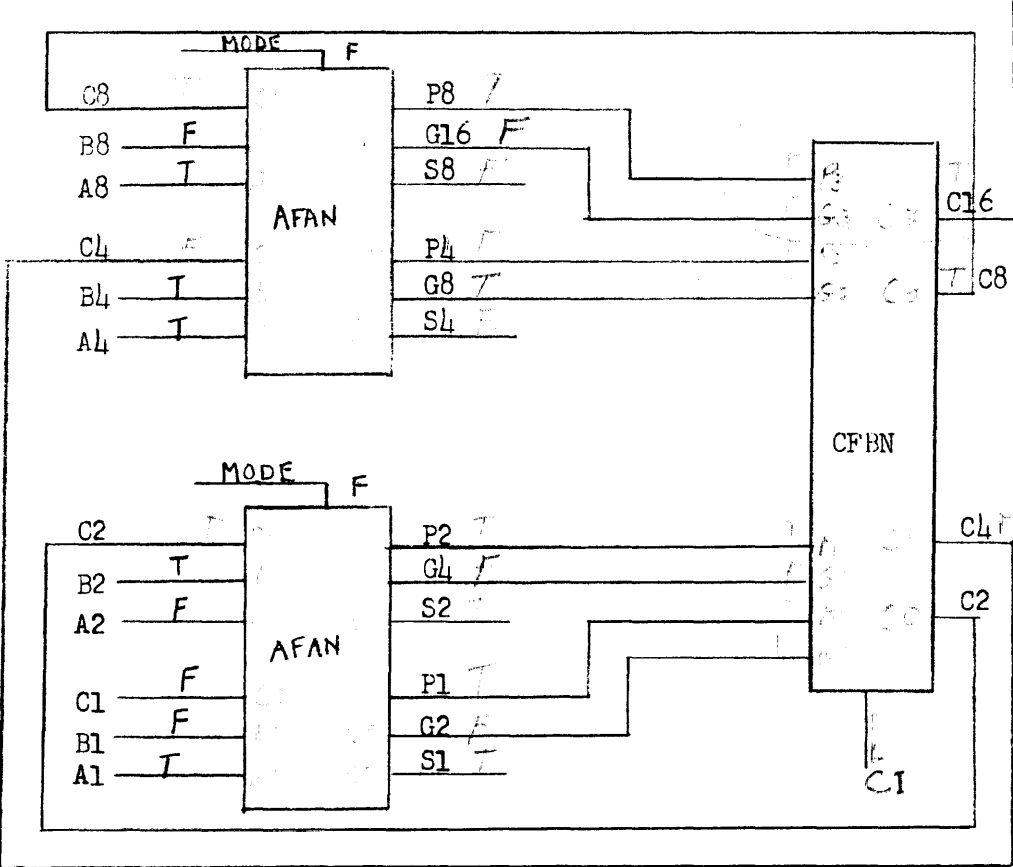 MODE F
C8 P8
B8 F G16 F
A8 T S8 F
C16
AFAN
C4 F P4 F
B4 T G8 T
T C8
A4 T S4
CFBN
MODE F
C2 P2 T
C4 F
B2 T G4 F
A2 F S2
C2
AFAN
C1 F P1 T
B1 F G2 F
A1 T S1 T
CI